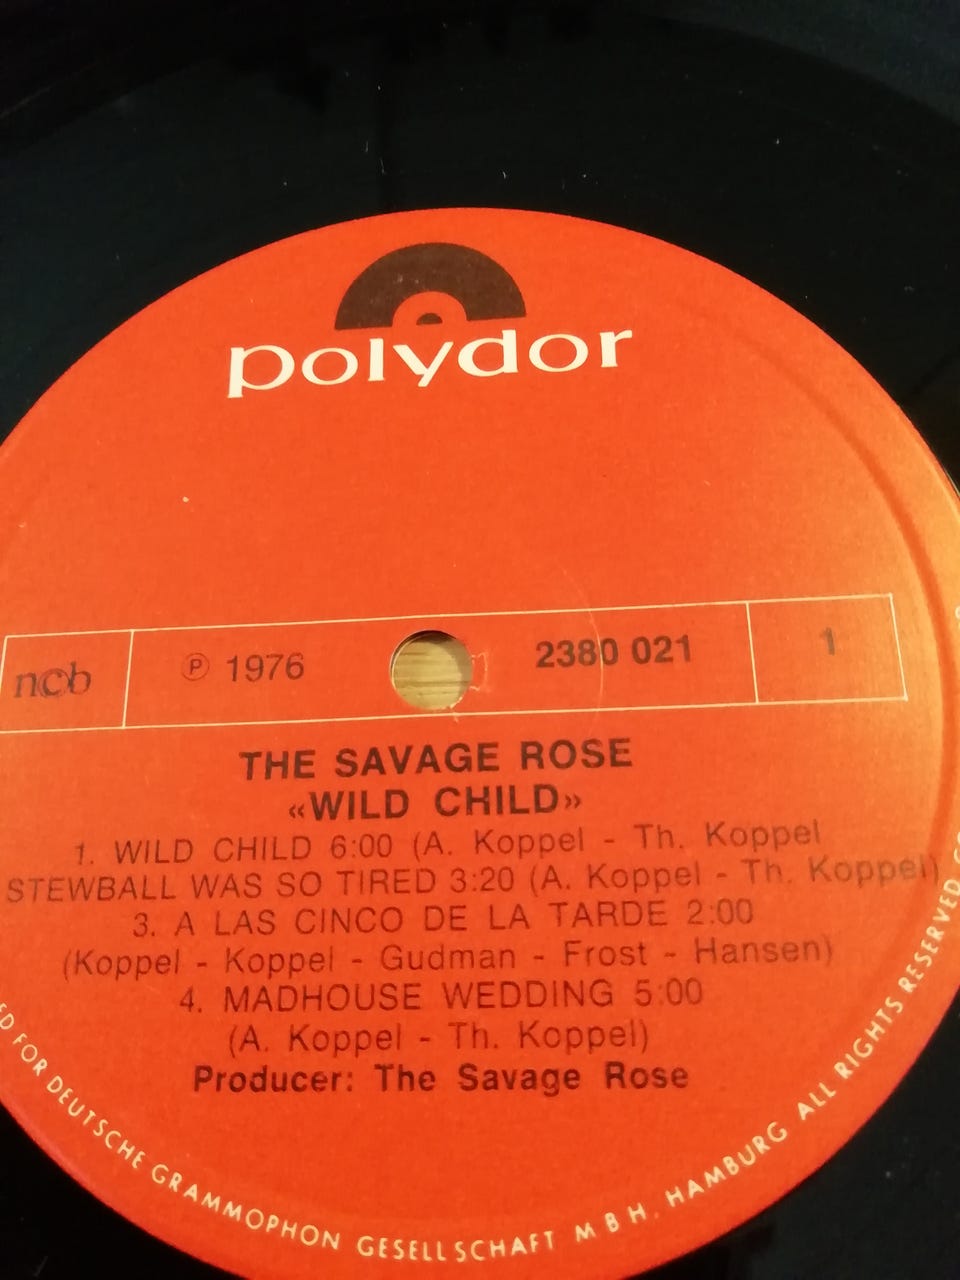 polydor
ncb
℗ 1976
2380 021
1
THE SAVAGE ROSE
«WILD CHILD»
1. WILD CHILD 6:00 (A. Koppel - Th. Koppel
STEWBALL WAS SO TIRED 3:20 (A. Koppel - Th. Koppel)
3. A LAS CINCO DE LA TARDE 2:00
(Koppel - Koppel - Gudman - Frost - Hansen)
4. MADHOUSE WEDDING 5:00
(A. Koppel - Th. Koppel)
Producer: The Savage Rose
FOR DEUTSCHE GRAMMOPHON GESELLSCHAFT M B H. HAMBURG ALL RIGHTS RESERVED